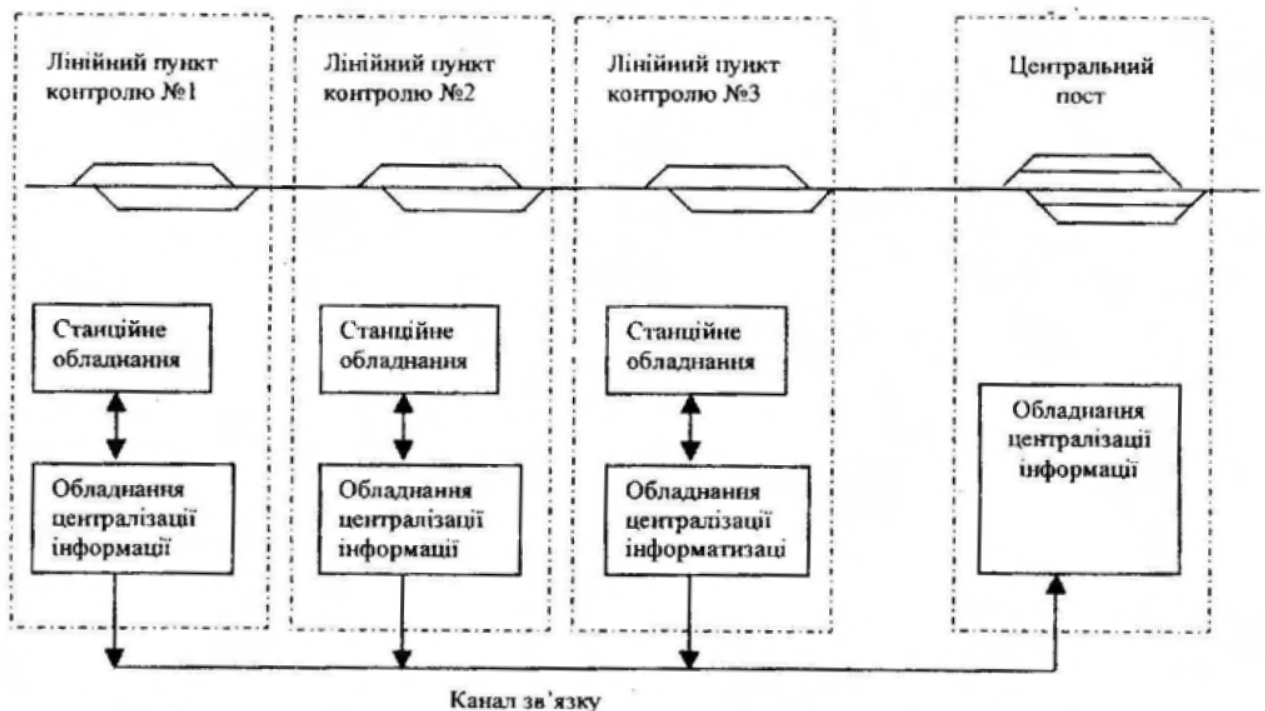 Лінійний пункт
контролю №1
Лінійний пункт
контролю №2
Лінійний пункт
контролю №3
Центральний
пост
Станційне
обладнання
Станційне
обладнання
Станційне
обладнання
Обладнання
централізації
інформації
Обладнання
централізації
інформації
Обладнання
централізації
інформатизаці
Обладнання
централізації
інформації
Канал зв’язку